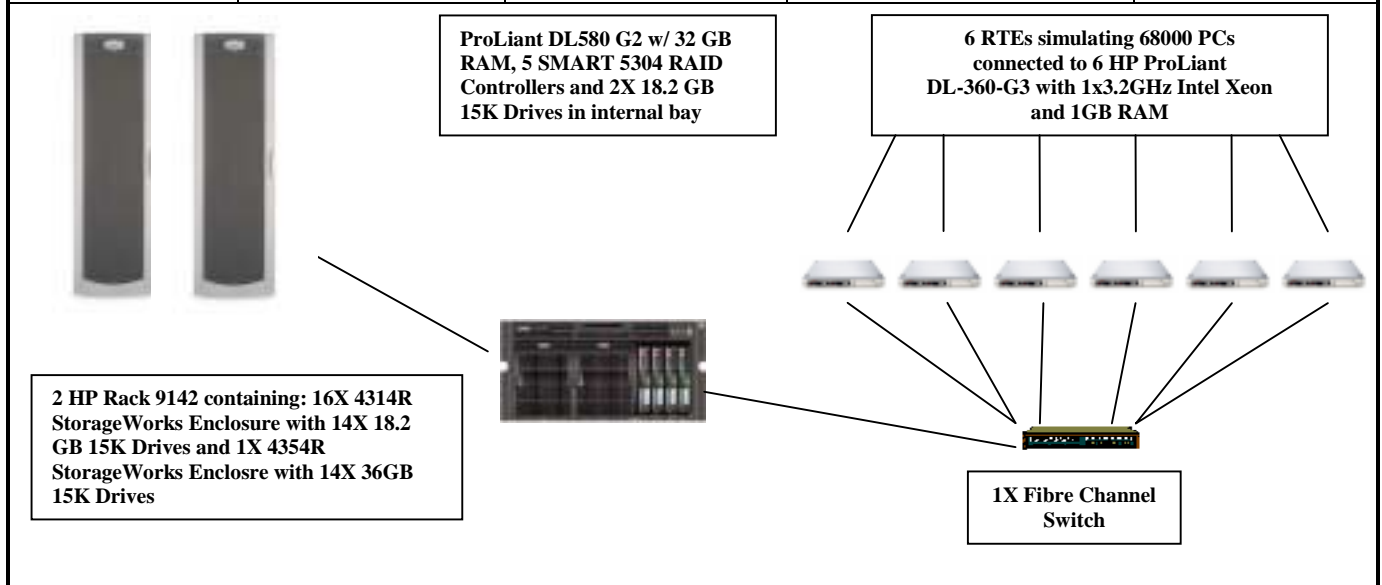 ProLiant DL580 G2 w/ 32 GB
RAM, 5 SMART 5304 RAID
Controllers and 2X 18.2 GB
15K Drives in internal bay
6 RTEs simulating 68000 PCs
connected to 6 HP ProLiant
DL-360-G3 with 1x3.2GHz Intel Xeon
and 1GB RAM
2 HP Rack 9142 containing: 16X 4314R
StorageWorks Enclosure with 14X 18.2
GB 15K Drives and 1X 4354R
StorageWorks Enclosre with 14X 36GB
15K Drives
1X Fibre Channel
Switch